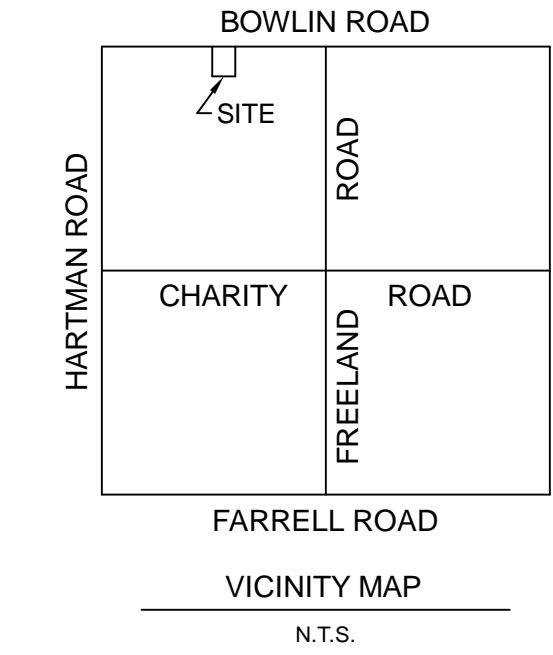 BOWLIN ROAD
SITE
HARTMAN ROAD
FREELAND ROAD
CHARITY ROAD
FARRELL ROAD
VICINITY MAP
N.T.S.